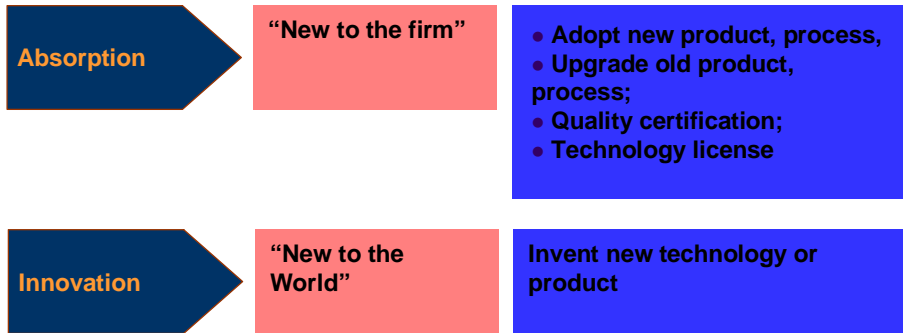 Absorption
“New to the firm”
● Adopt new product, process,
● Upgrade old product,
process;
● Quality certification;
● Technology license
Innovation
“New to the
World”
Invent new technology or
product